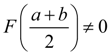 F((a+b)/2) ≠ 0